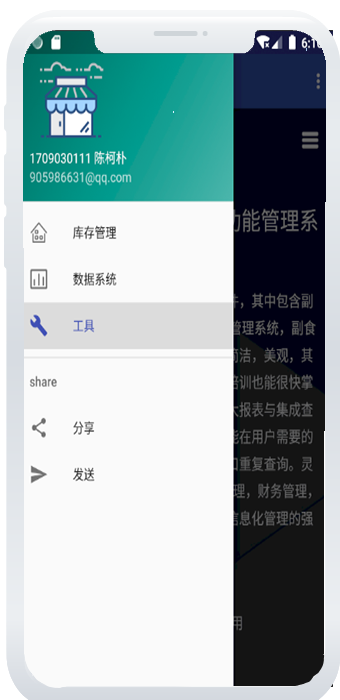 6:10
1709030111 陈柯朴
905986631@qq.com
功能管理系
库存管理
数据系统
工具
share
分享
发送
件，其中包含副
管理系统，副食
简洁，美观，其
培训也能很快掌
大报表与集成查
能在用户需要的
口重复查询。灵
理，财务管理，
信息化管理的强
用